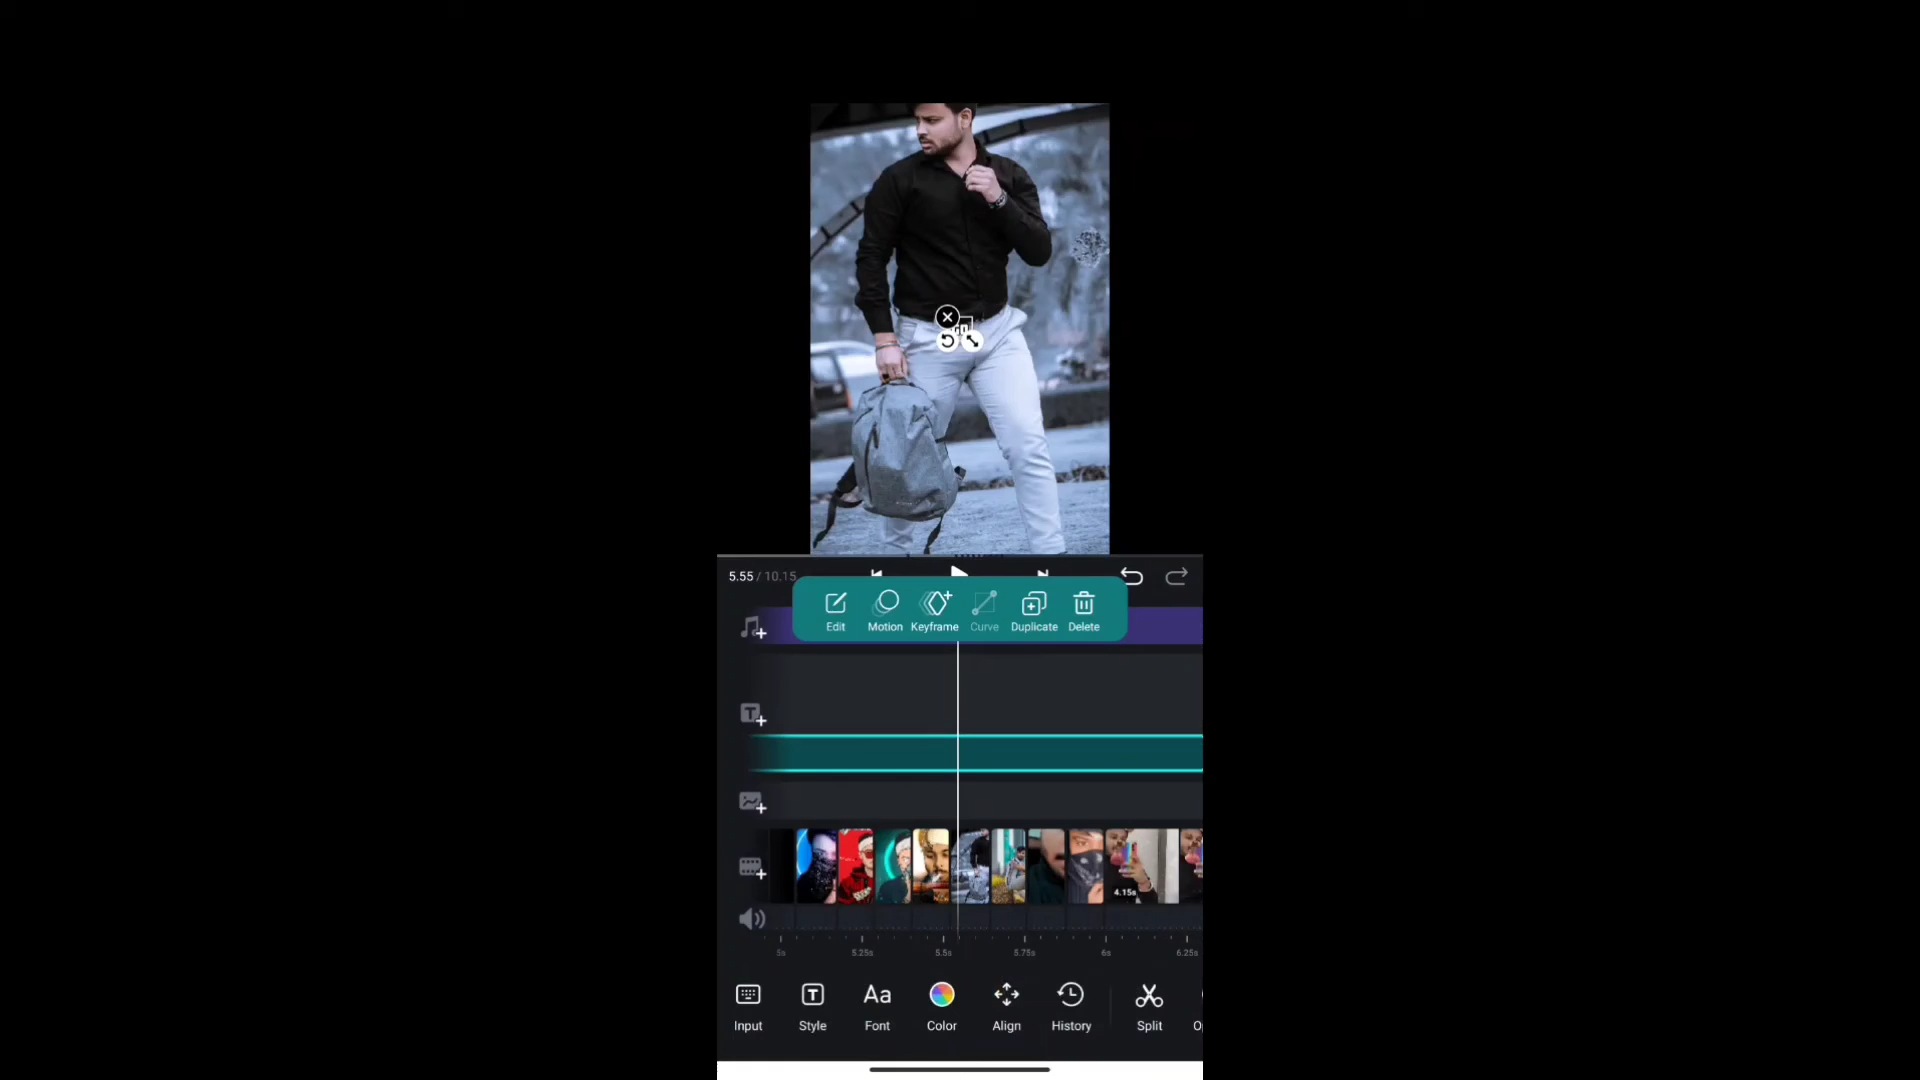 5.55 / 10.15
Edit
Motion
Keyframe
Curve
Duplicate
Delete
4.15s
5s
5.25s
5.5s
5.75s
6s
6.25s
Input
Style
Font
Color
Align
History
Split